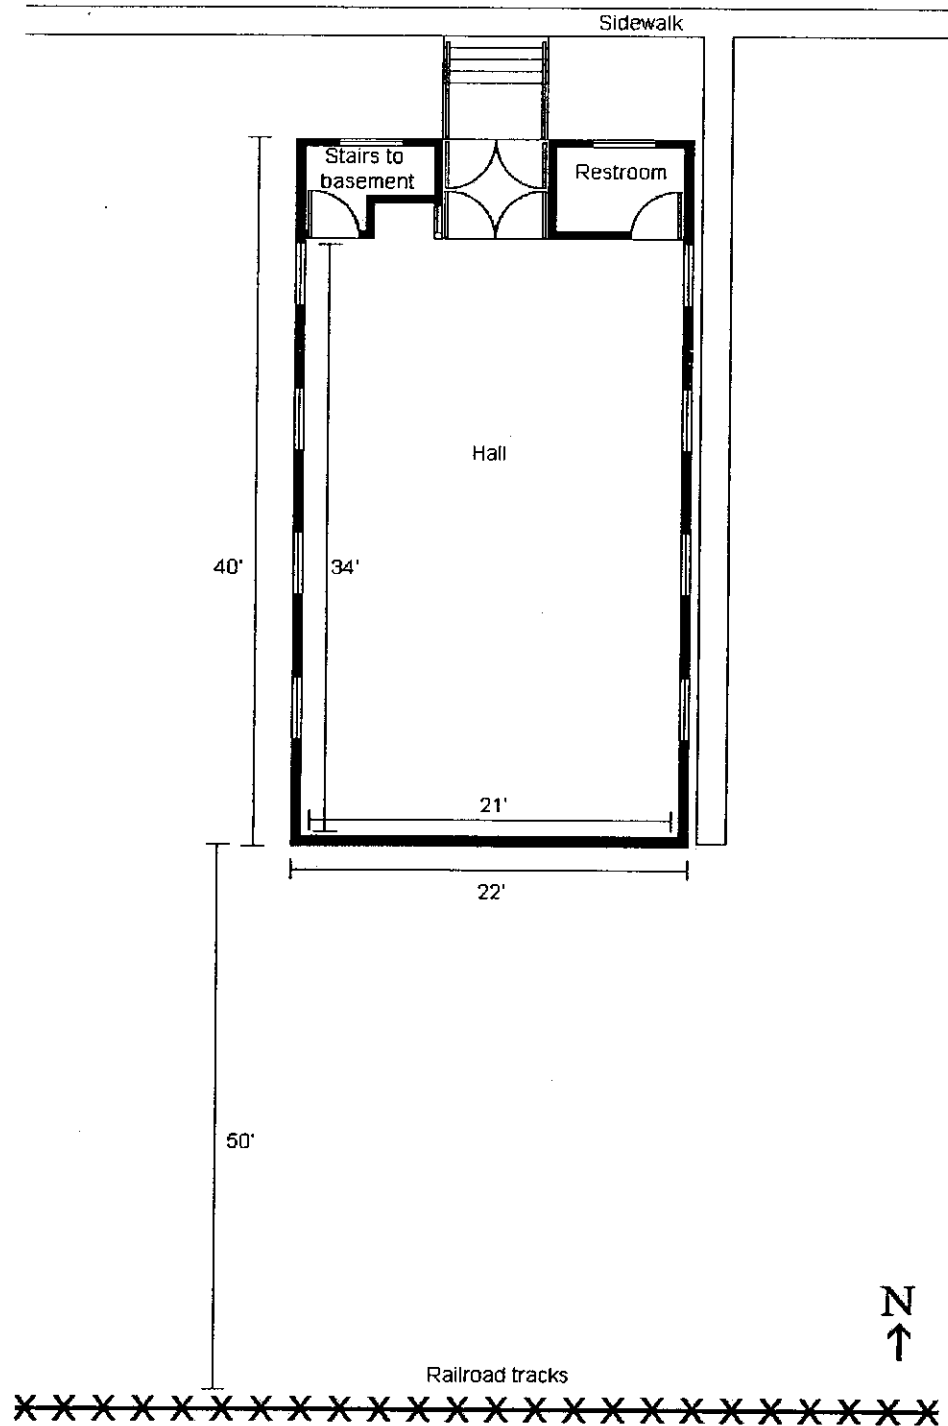 Sidewalk
Stairs to
basement
Restroom
Hall
40'
34'
21'
22'
50'
N
Railroad tracks